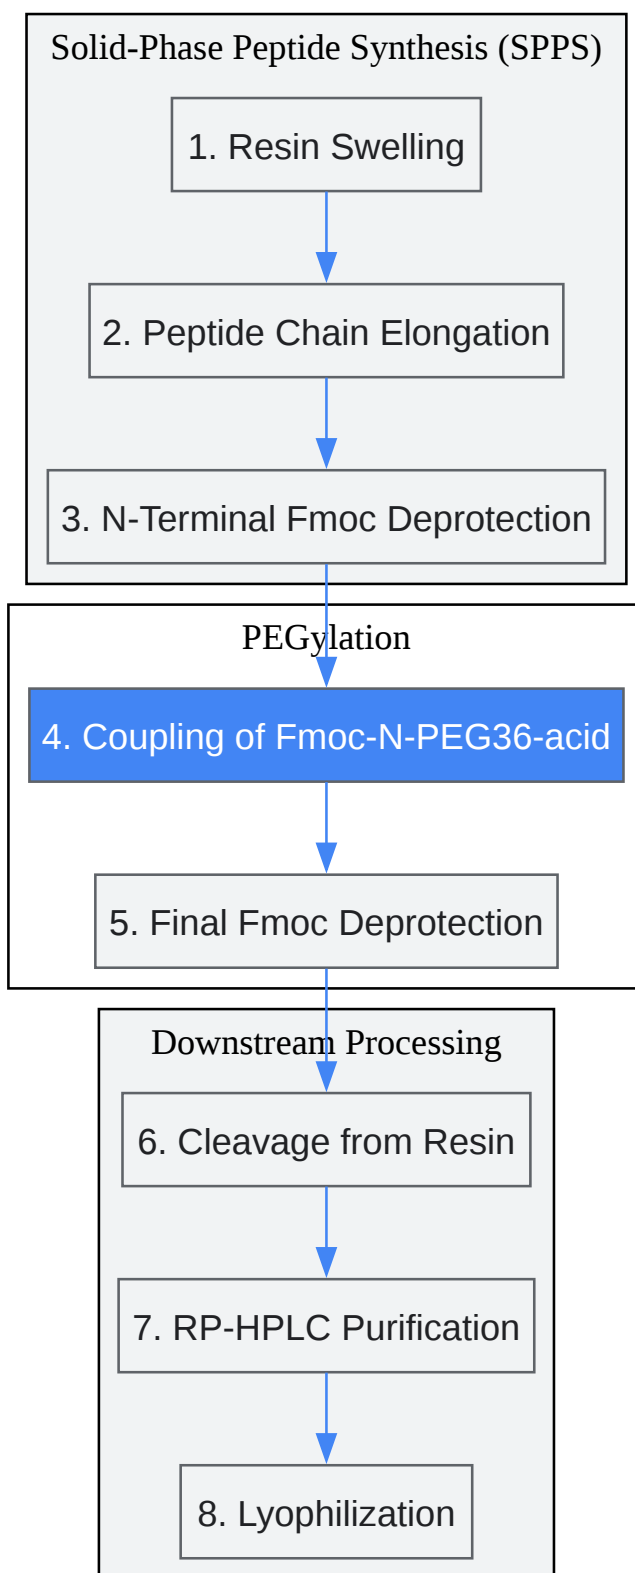 Solid-Phase Peptide Synthesis (SPPS)
1. Resin Swelling
2. Peptide Chain Elongation
3. N-Terminal Fmoc Deprotection
PEGylation
4. Coupling of Fmoc-N-PEG36-acid
5. Final Fmoc Deprotection
Downstream Processing
6. Cleavage from Resin
7. RP-HPLC Purification
8. Lyophilization